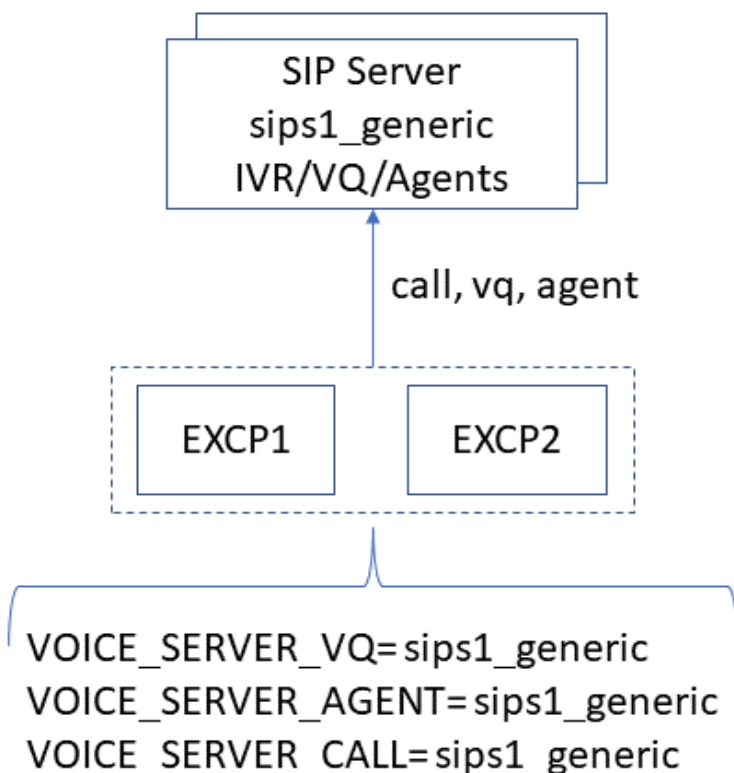 SIP Server
sips1_generic
IVR/VQ/Agents
call, vq, agent
EXCP1
EXCP2
VOICE_SERVER_VQ=sips1_generic
VOICE_SERVER_AGENT=sips1_generic
VOICE_SERVER_CALL=sips1_generic